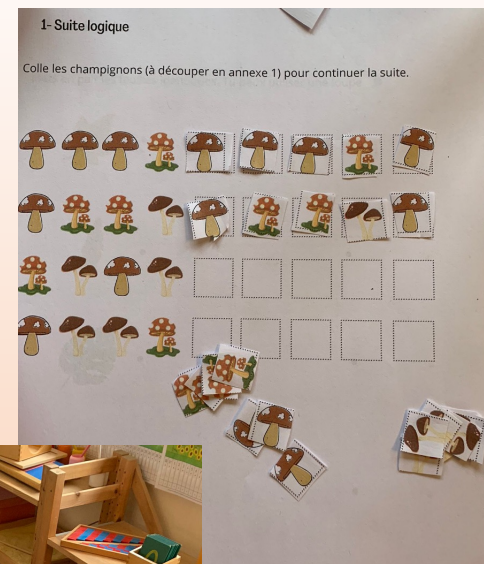 1- Suite logique
Colle les champignons (à découper en annexe 1) pour continuer la suite.